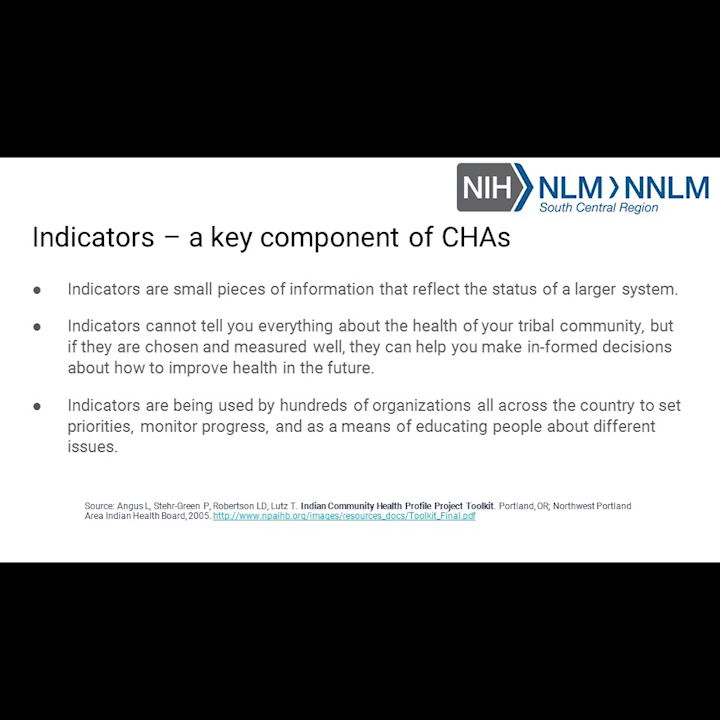 NIH NLM NNLM
South Central Region
Indicators – a key component of CHAs
● Indicators are small pieces of information that reflect the status of a larger system.
● Indicators cannot tell you everything about the health of your tribal community, but
if they are chosen and measured well, they can help you make in-formed decisions
about how to improve health in the future.
● Indicators are being used by hundreds of organizations all across the country to set
priorities, monitor progress, and as a means of educating people about different
issues.
Source: Angus L, Stehr-Green P, Robertson LD, Lutz T. Indian Community Health Profile Project Toolkit. Portland, OR; Northwest Portland
Area Indian Health Board, 2005. http://www.npaihb.org/images/resources_docs/Toolkit_Final.pdf